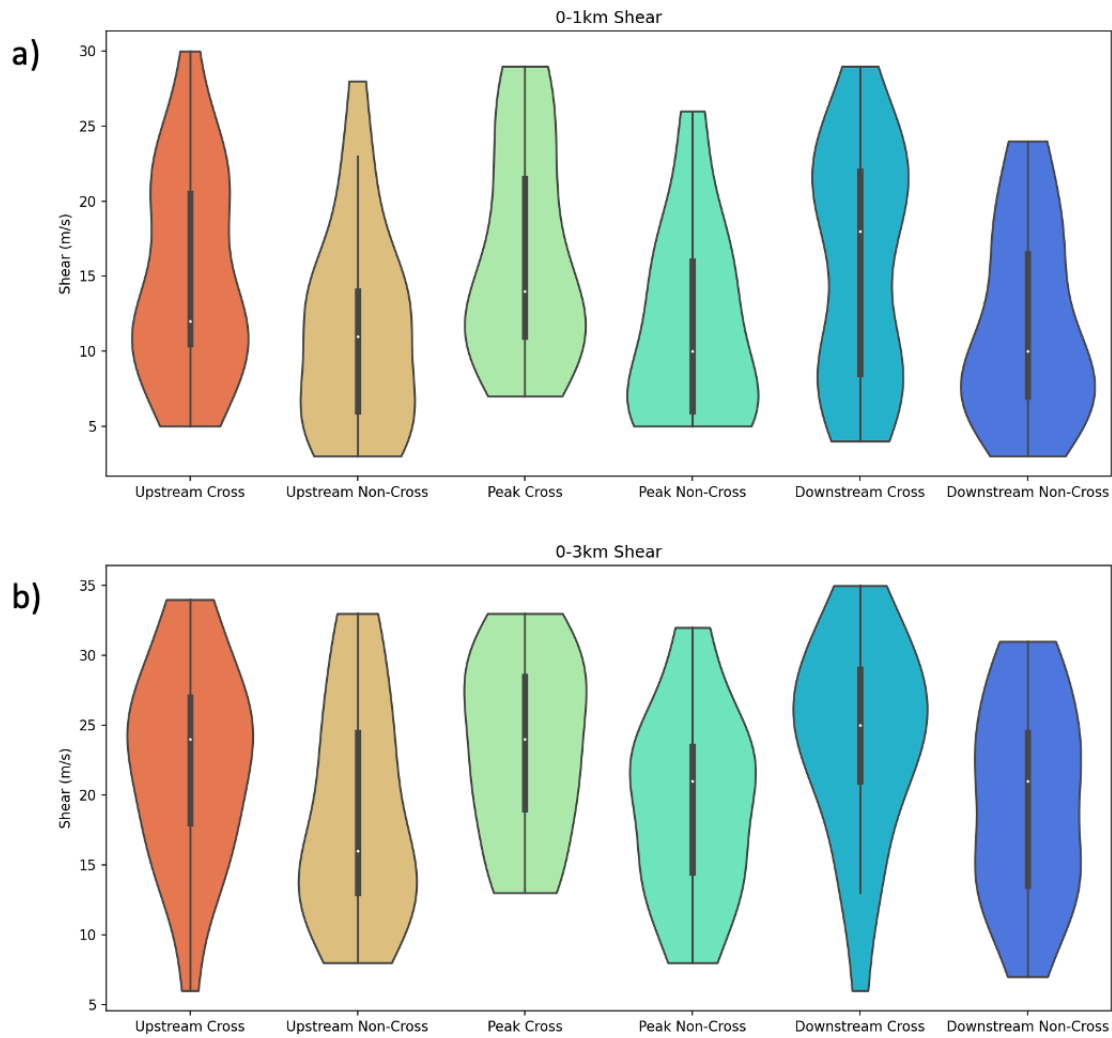 0-1km Shear
a)
30
25
20
15
10
5
Shear (m/s)
Upstream Cross
Upstream Non-Cross
Peak Cross
Peak Non-Cross
Downstream Cross
Downstream Non-Cross
0-3km Shear
b)
35
30
25
20
15
10
5
Shear (m/s)
Upstream Cross
Upstream Non-Cross
Peak Cross
Peak Non-Cross
Downstream Cross
Downstream Non-Cross